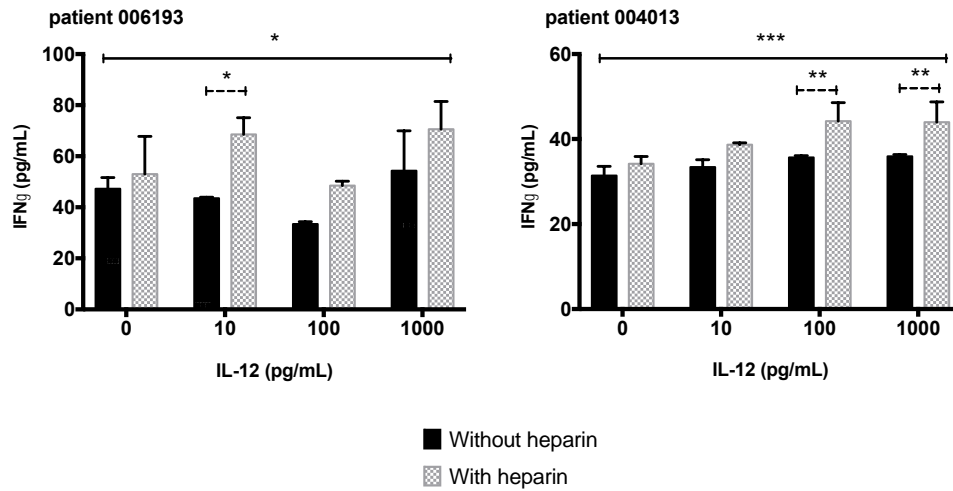 patient 006193
*
*
100
80
60
40
20
0
IFNg (pg/mL)
0 10 100 1000
IL-12 (pg/mL)
patient 004013
***
** **
60
40
20
0
IFNg (pg/mL)
0 10 100 1000
IL-12 (pg/mL)
Without heparin
With heparin